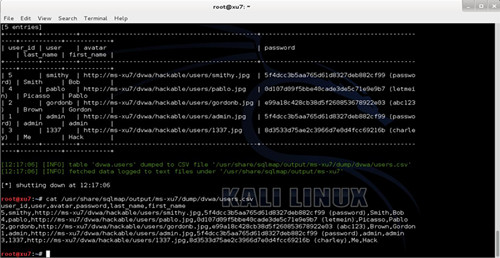 root@xu7: ~
File Edit View Search Terminal Help
[5 entries]
| user_id | user | avatar | password
| last_name | first_name |
| 5 | smithy | http://ms-xu7/dvwa/hackable/users/smithy.jpg | 5f4dcc3b5aa765d61d8327deb882cf99 (passwo
rd) | Smith | Bob |
| 4 | pablo | http://ms-xu7/dvwa/hackable/users/pablo.jpg | 0d107d09f5bbe40cade3de5c71e9e9b7 (letmei
n) | Picasso | Pablo |
| 2 | gordonb | http://ms-xu7/dvwa/hackable/users/gordonb.jpg | e99a18c428cb38d5f260853678922e03 (abc123
) | Brown | Gordon |
| 1 | admin | http://ms-xu7/dvwa/hackable/users/admin.jpg | 5f4dcc3b5aa765d61d8327deb882cf99 (passwo
rd) | admin | admin |
| 3 | 1337 | http://ms-xu7/dvwa/hackable/users/1337.jpg | 8d3533d75ae2c3966d7e0d4fcc69216b (charle
y) | Me | Hack |
[12:17:06] [INFO] table 'dvwa.users' dumped to CSV file '/usr/share/sqlmap/output/ms-xu7/dump/dvwa/users.csv'
[12:17:06] [INFO] fetched data logged to text files under '/usr/share/sqlmap/output/ms-xu7'
[*] shutting down at 12:17:06
KALI LINUX
root@xu7:~# cat /usr/share/sqlmap/output/ms-xu7/dump/dvwa/users.csv
user_id,user,avatar,password,last_name,first_name
5,smithy,http://ms-xu7/dvwa/hackable/users/smithy.jpg,5f4dcc3b5aa765d61d8327deb882cf99 (password),Smith,Bob
4,pablo,http://ms-xu7/dvwa/hackable/users/pablo.jpg,0d107d09f5bbe40cade3de5c71e9e9b7 (letmein),Picasso,Pablo
2,gordonb,http://ms-xu7/dvwa/hackable/users/gordonb.jpg,e99a18c428cb38d5f260853678922e03 (abc123),Brown,Gordon
1,admin,http://ms-xu7/dvwa/hackable/users/admin.jpg,5f4dcc3b5aa765d61d8327deb882cf99 (password),admin,admin
3,1337,http://ms-xu7/dvwa/hackable/users/1337.jpg,8d3533d75ae2c3966d7e0d4fcc69216b (charley),Me,Hack
root@xu7:~#